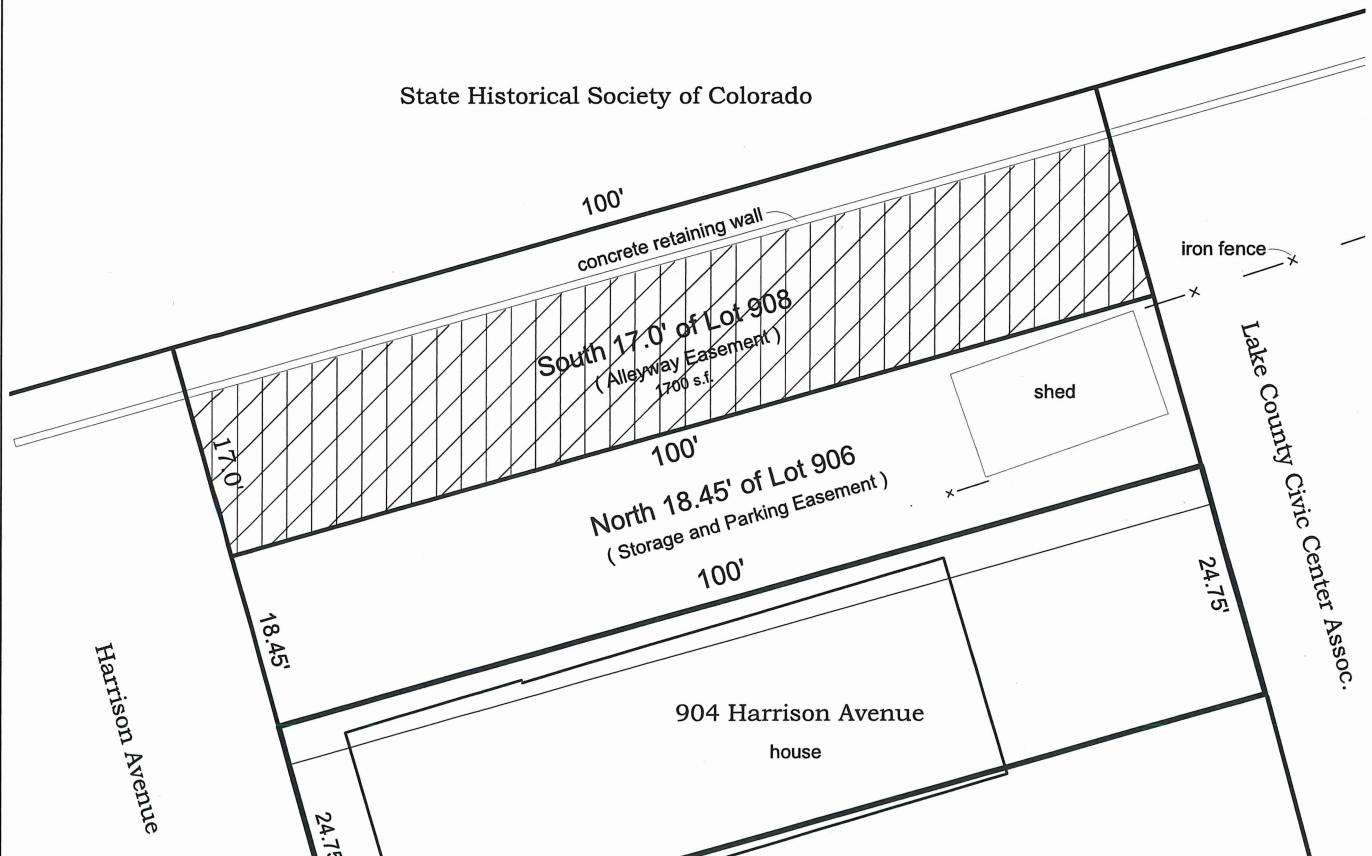 State Historical Society of Colorado
100'
concrete retaining wall
iron fence
South 17.0' of Lot 908
( Alleyway Easement )
1700 s.f.
17.0'
100'
shed
North 18.45' of Lot 906
( Storage and Parking Easement )
100'
18.45'
24.75'
Lake County Civic Center Assoc.
Harrison Avenue
904 Harrison Avenue
house
24.75